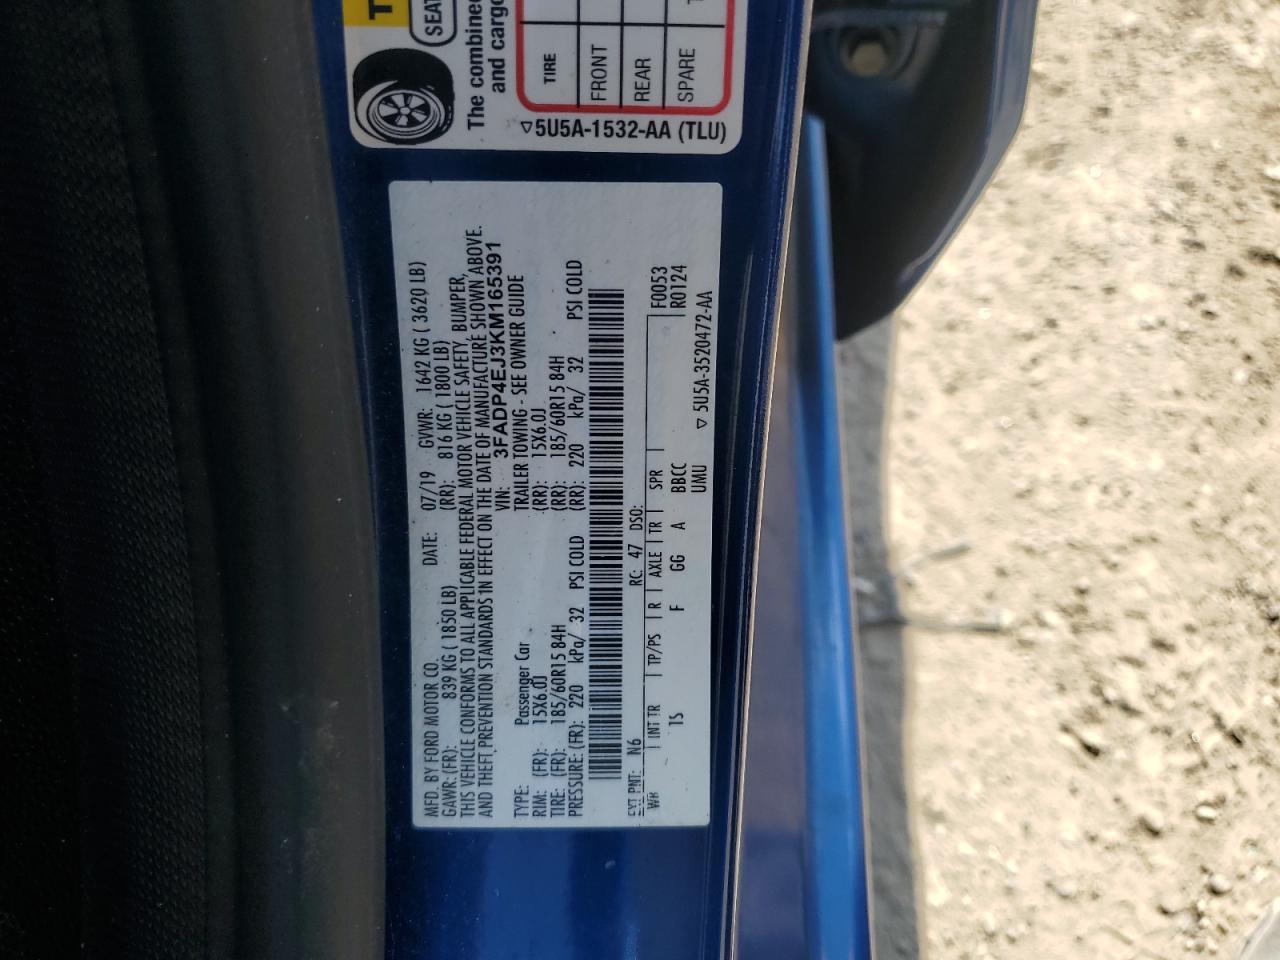 T
SEAT
The combined
and cargo
TIRE
FRONT
REAR
SPARE T
▽5U5A-1532-AA (TLU)
MFD. BY FORD MOTOR CO. DATE: 07/19 GVWR: 1642 KG ( 3620 LB)
GAWR:(FR): 839 KG ( 1850 LB) (RR): 816 KG ( 1800 LB)
THIS VEHICLE CONFORMS TO ALL APPLICABLE FEDERAL MOTOR VEHICLE SAFETY, BUMPER,
AND THEFT PREVENTION STANDARDS IN EFFECT ON THE DATE OF MANUFACTURE SHOWN ABOVE.
VIN: 3FADP4EJ3KM165391
TYPE: Passenger Car TRAILER TOWING - SEE OWNER GUIDE
RIM: (FR): 15X6.0J (RR): 15X6.0J
TIRE: (FR): 185/60R15 84H (RR): 185/60R15 84H
PRESSURE: (FR): 220 kPa/ 32 PSI COLD (RR): 220 kPa/ 32 PSI COLD
EXT PNT: N6 RC: 47 DSO: F0053
WB INT TR TP/PS R AXLE TR SPR R0124
TS F GG A BBCC
UMU
▽5U5A-3520472-AA